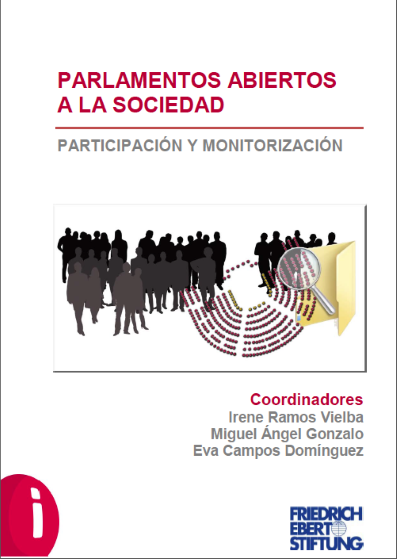 PARLAMENTOS ABIERTOS
A LA SOCIEDAD
PARTICIPACIÓN Y MONITORIZACIÓN
Coordinadores
Irene Ramos Vielba
Miguel Ángel Gonzalo
Eva Campos Domínguez
i
FRIEDRICH
EBERT
STIFTUNG